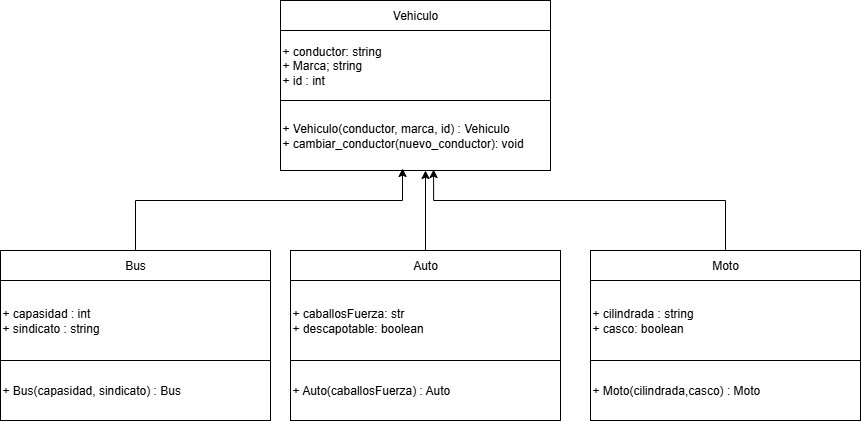 Vehiculo
+ conductor: string
+ Marca; string
+ id : int
+ Vehiculo(conductor, marca, id) : Vehiculo
+ cambiar_conductor(nuevo_conductor): void
Bus
+ capasidad : int
+ sindicato : string
+ Bus(capasidad, sindicato) : Bus
Auto
+ caballosFuerza: str
+ descapotable: boolean
+ Auto(caballosFuerza) : Auto
Moto
+ cilindrada : string
+ casco: boolean
+ Moto(cilindrada,casco) : Moto